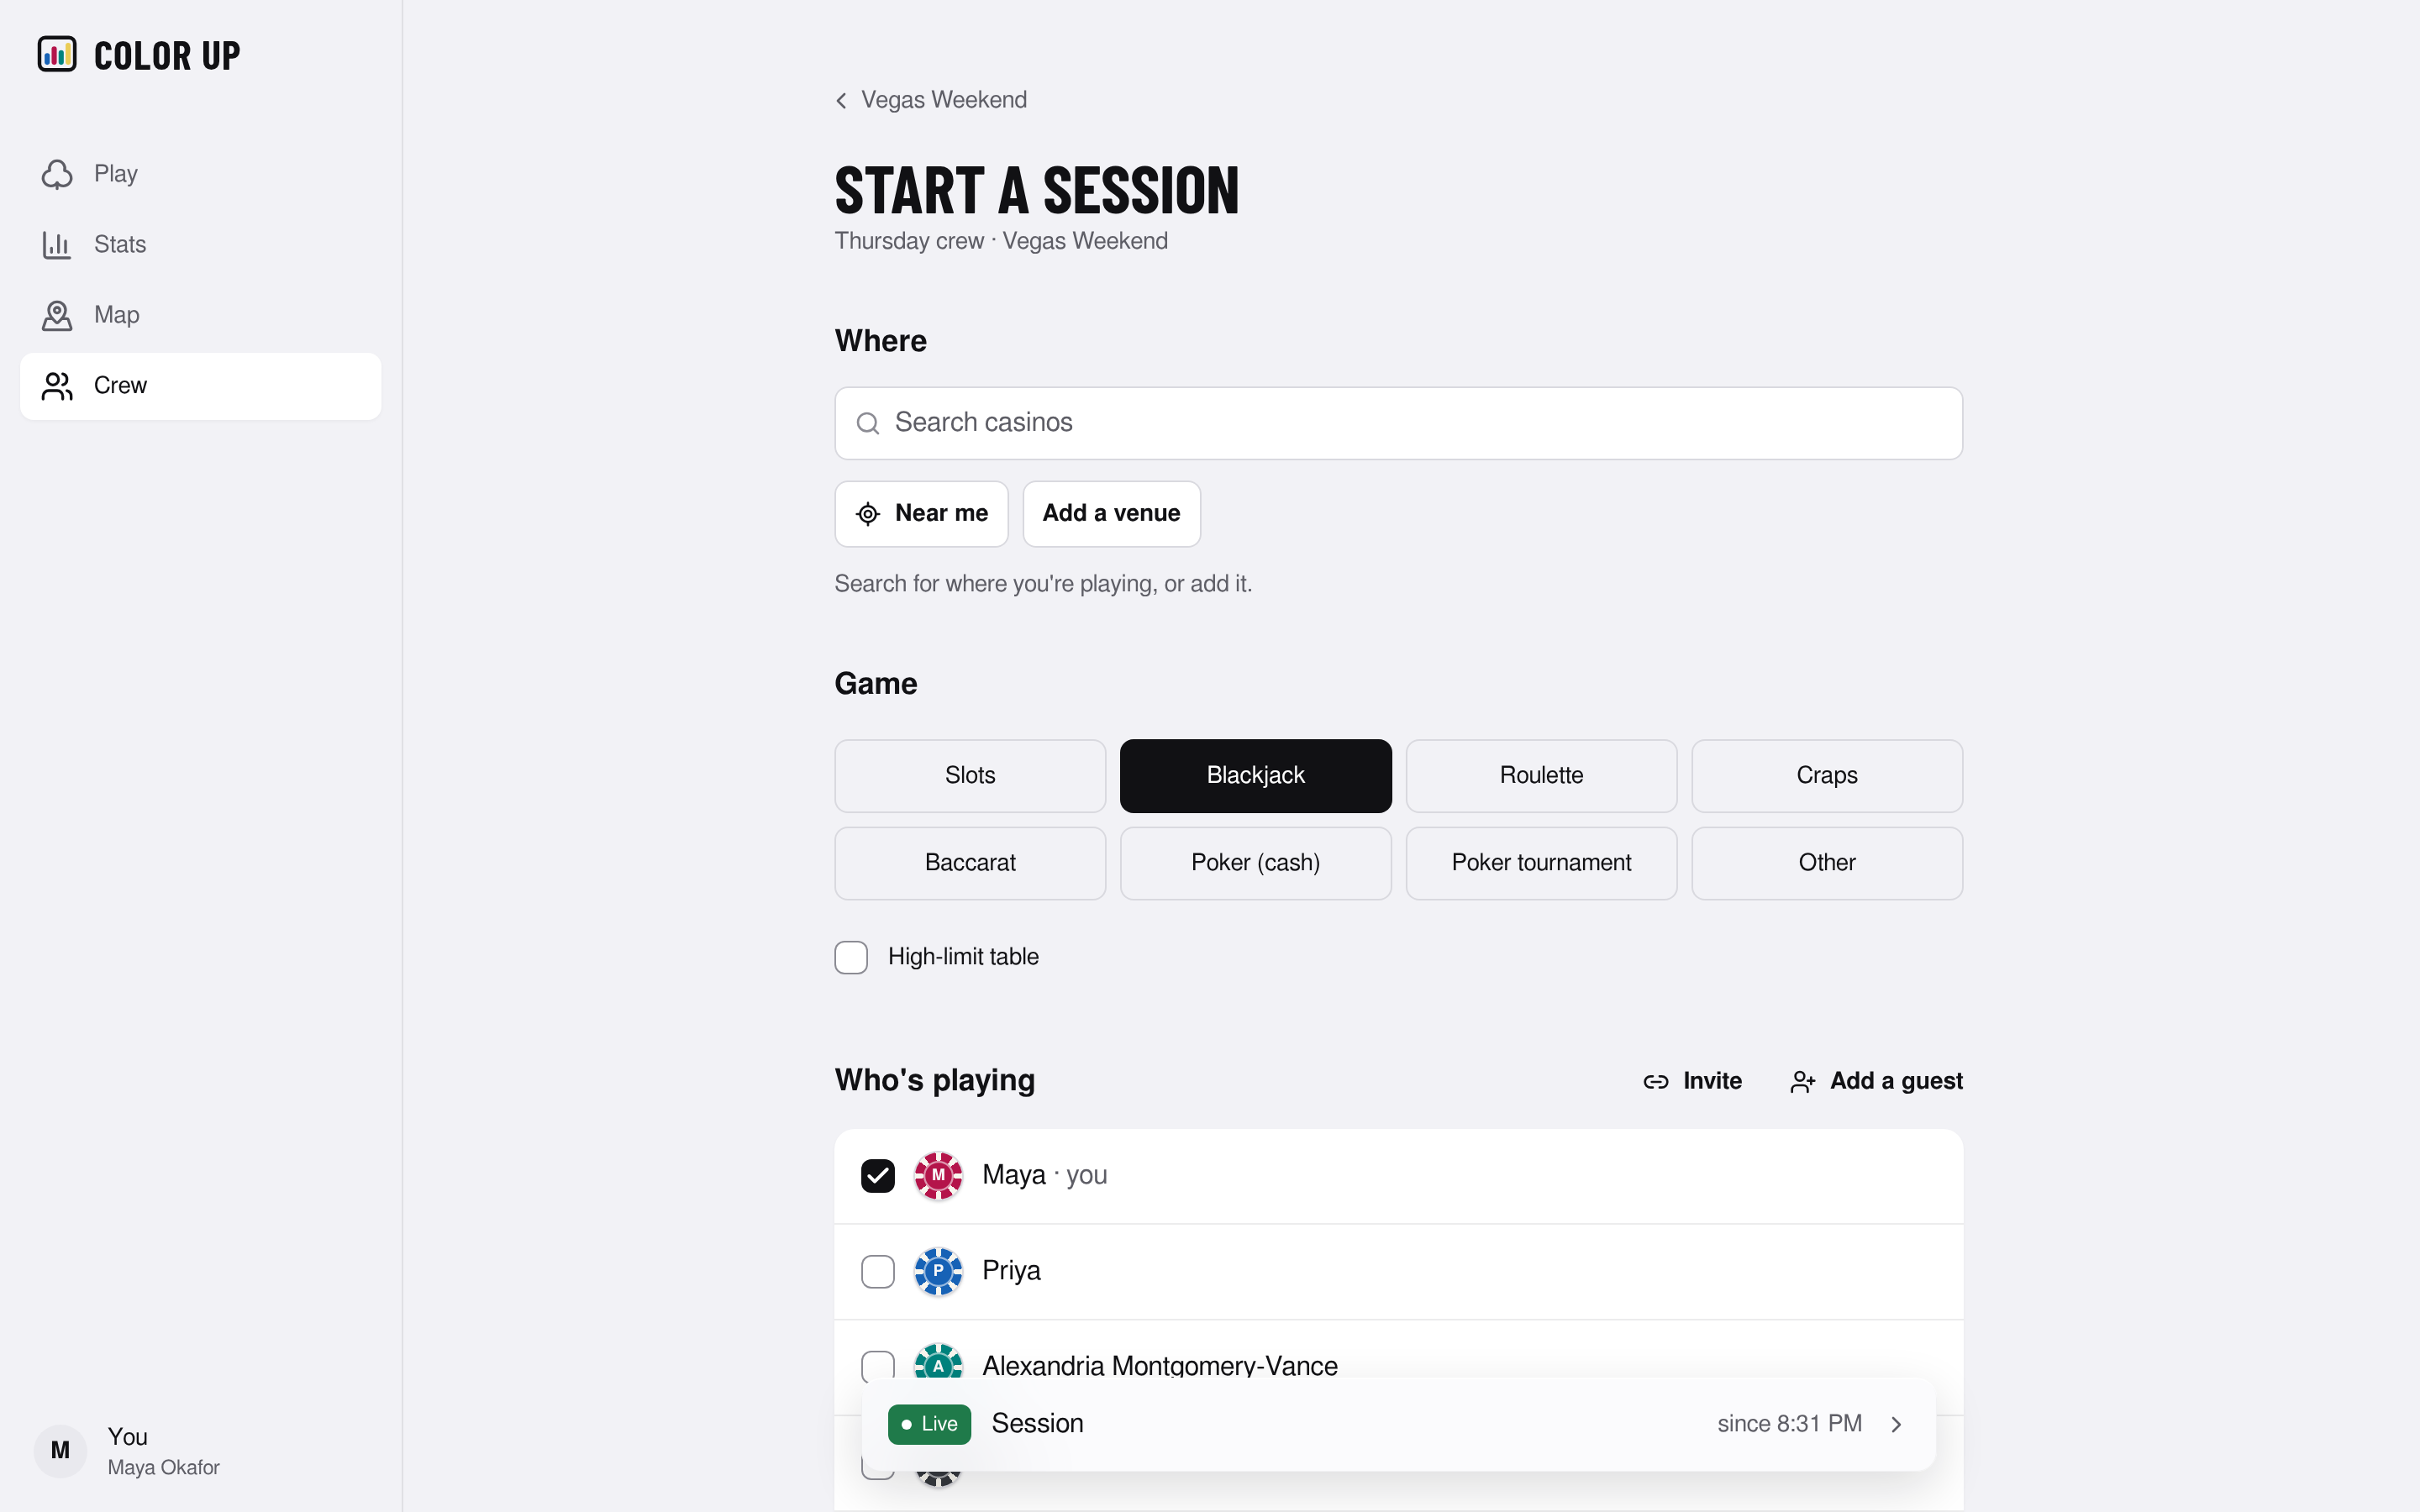 COLOR UP
Play
Stats
Map
Crew
M
You
Maya Okafor
Vegas Weekend
START A SESSION
Thursday crew · Vegas Weekend
Where
Search casinos
Near me
Add a venue
Search for where you're playing, or add it.
Game
Slots
Blackjack
Roulette
Craps
Baccarat
Poker (cash)
Poker tournament
Other
High-limit table
Who's playing
Invite
Add a guest
M
Maya · you
P
Priya
A
Alexandria Montgomery-Vance
Live
Session
since 8:31 PM